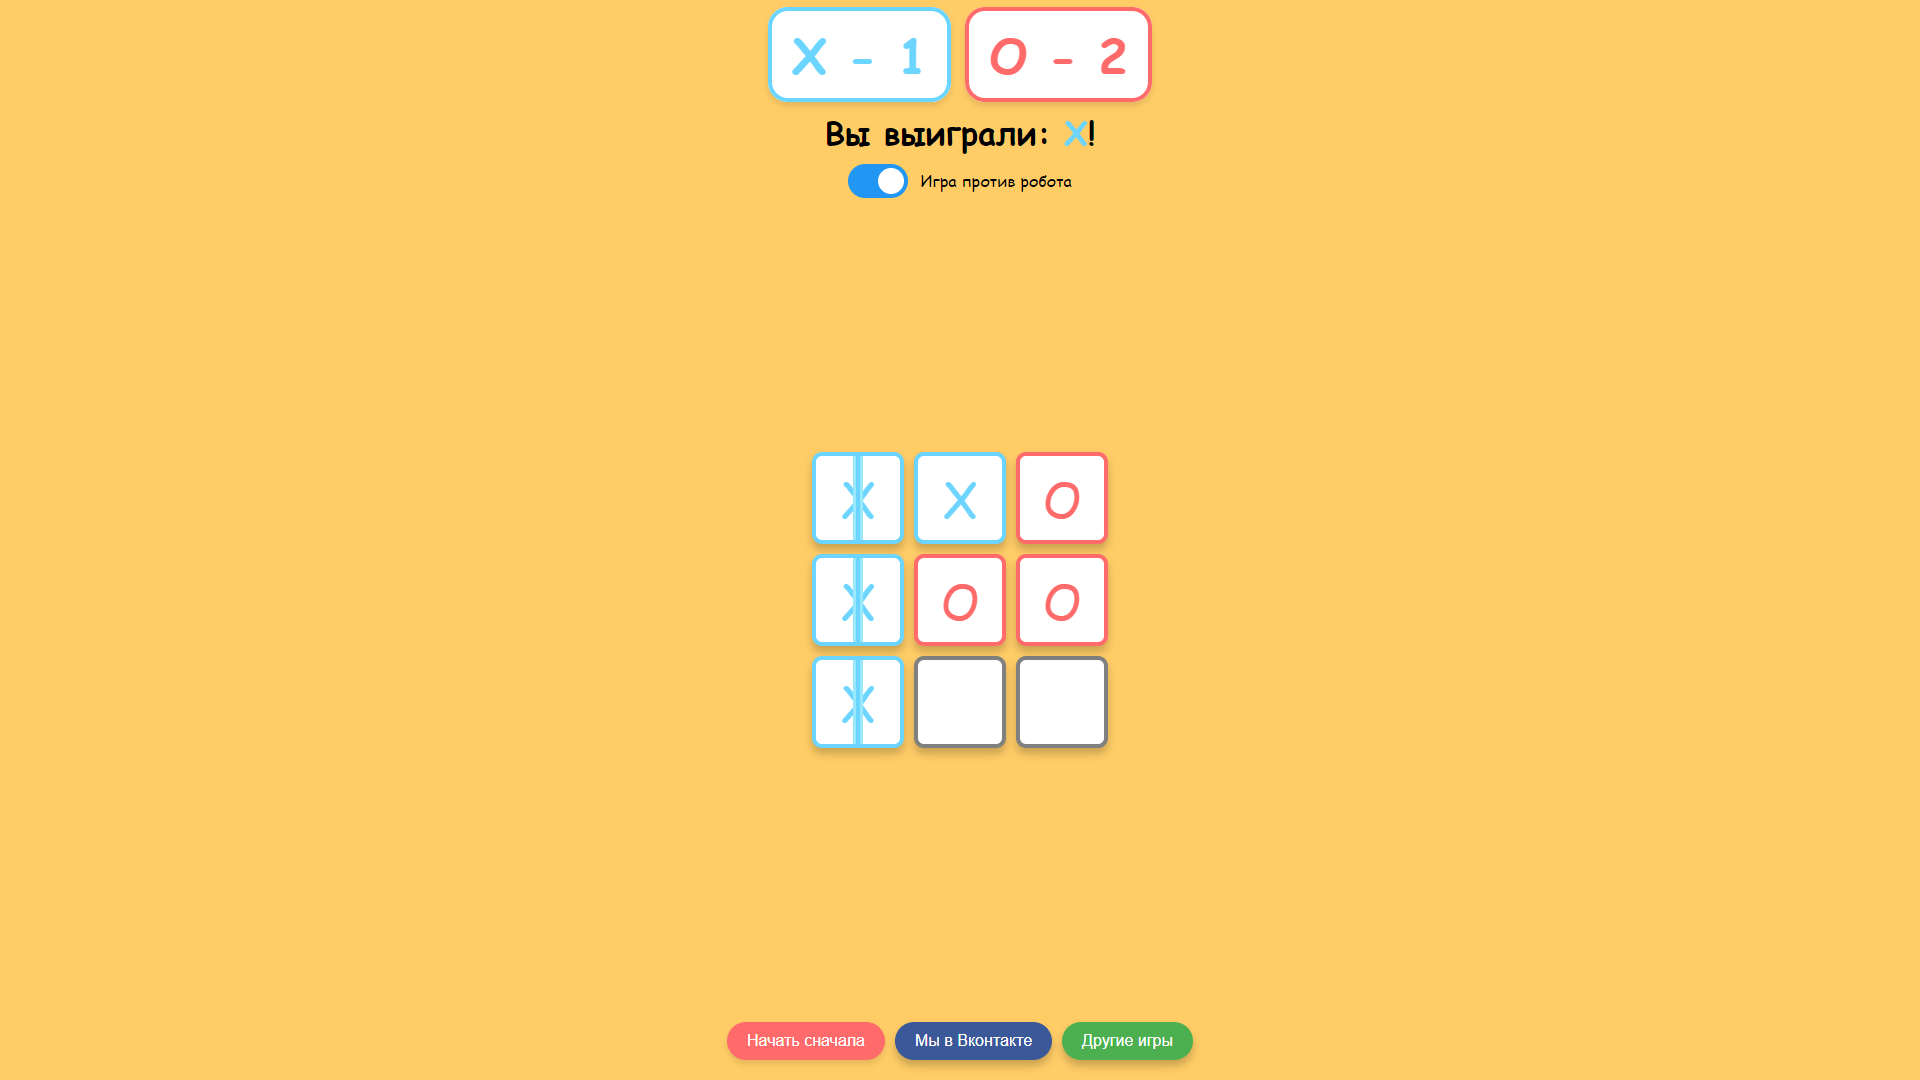 X - 1 O - 2
Вы выиграли: X!
Игра против робота
X X O
X O O
X
Начать сначала Мы в Вконтакте Другие игры